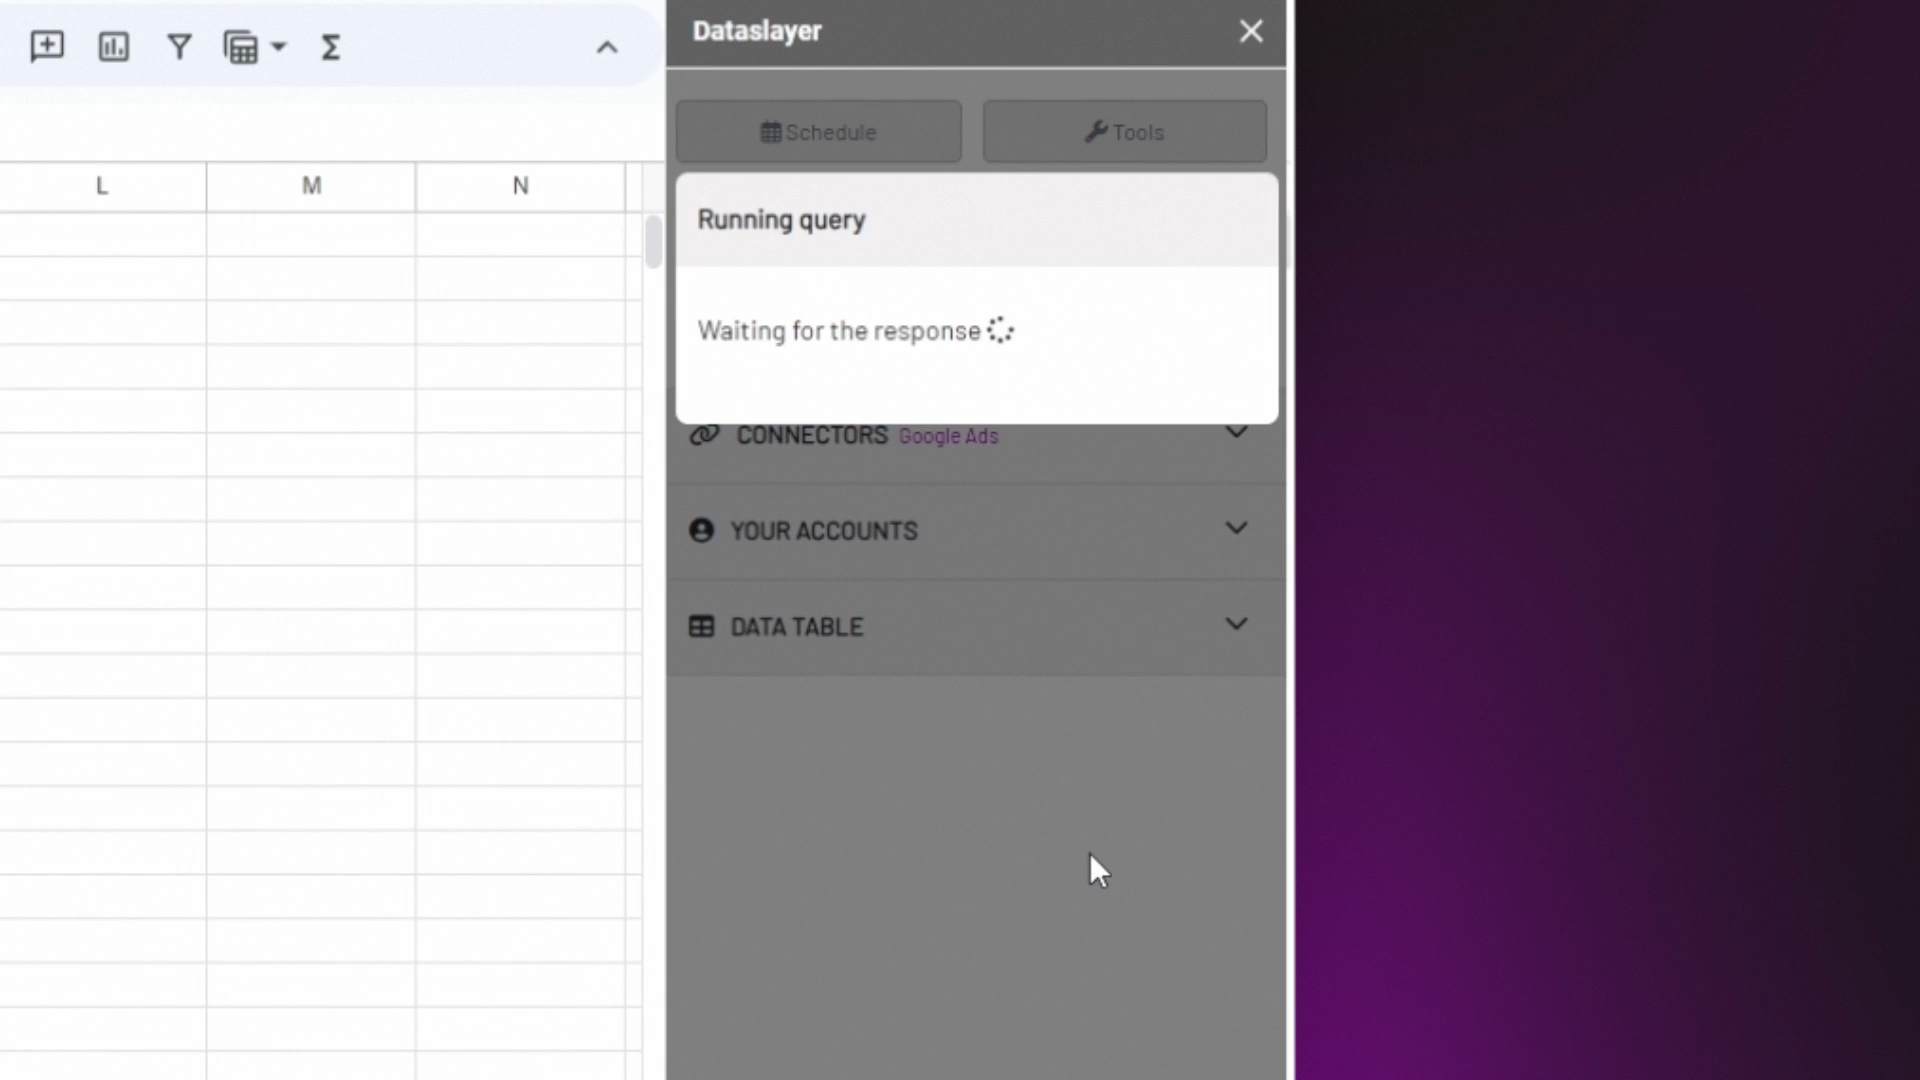 Dataslayer
Schedule
Tools
L
M
N
Running query
Waiting for the response
CONNECTORS Google Ads
YOUR ACCOUNTS
DATA TABLE